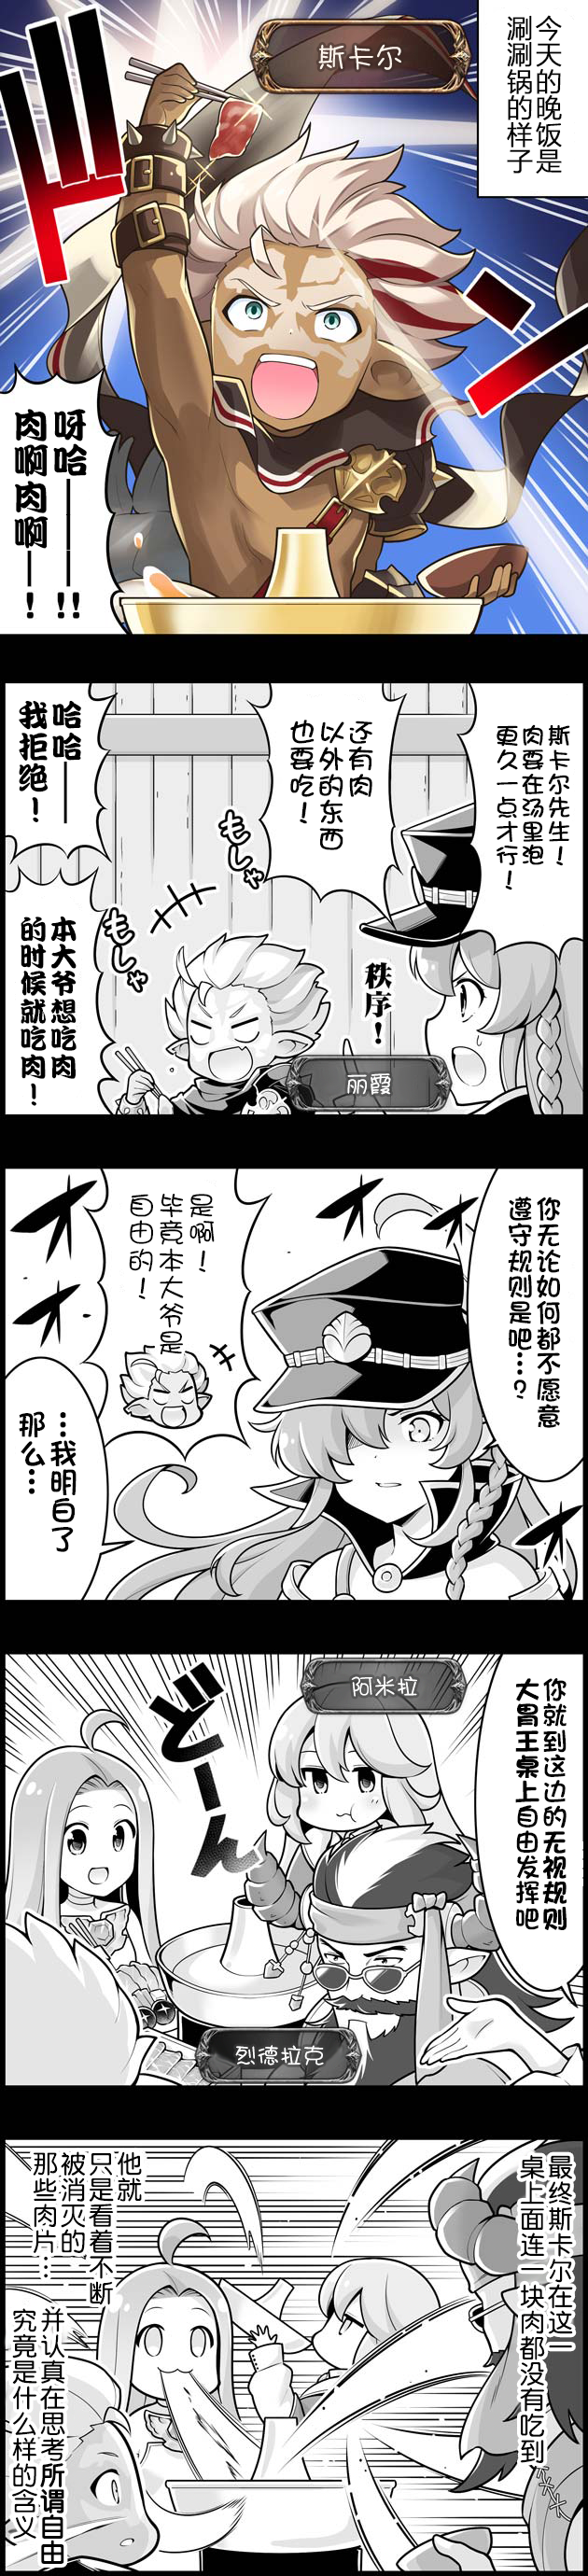 今天的晚饭是
涮涮锅的样子
斯卡尔
ド
ン
呀哈————!!
肉啊肉啊——！
斯卡尔先生！
肉要在汤里泡
更久一点才行！
还有肉
以外的东西
也要吃！
秩序！
丽霞
もしゃ
もしゃ
哈哈——
我拒绝！
本大爷想吃肉
的时候就吃肉！
你无论如何都不愿意
遵守规则是吧…?
オ
オ
オ
オ
オ
是啊！
毕竟本大爷是
自由的！
…我明白了
那么…
你就到这边的无视规则
大胃王桌上自由发挥吧
阿米拉
どーん
烈德拉克
最终斯卡尔在这一
桌上面连一块肉都没有吃到
他就
只是看着不断
被消灭的
那些肉片…
并认真在思考所谓自由
究竟是什么样的含义